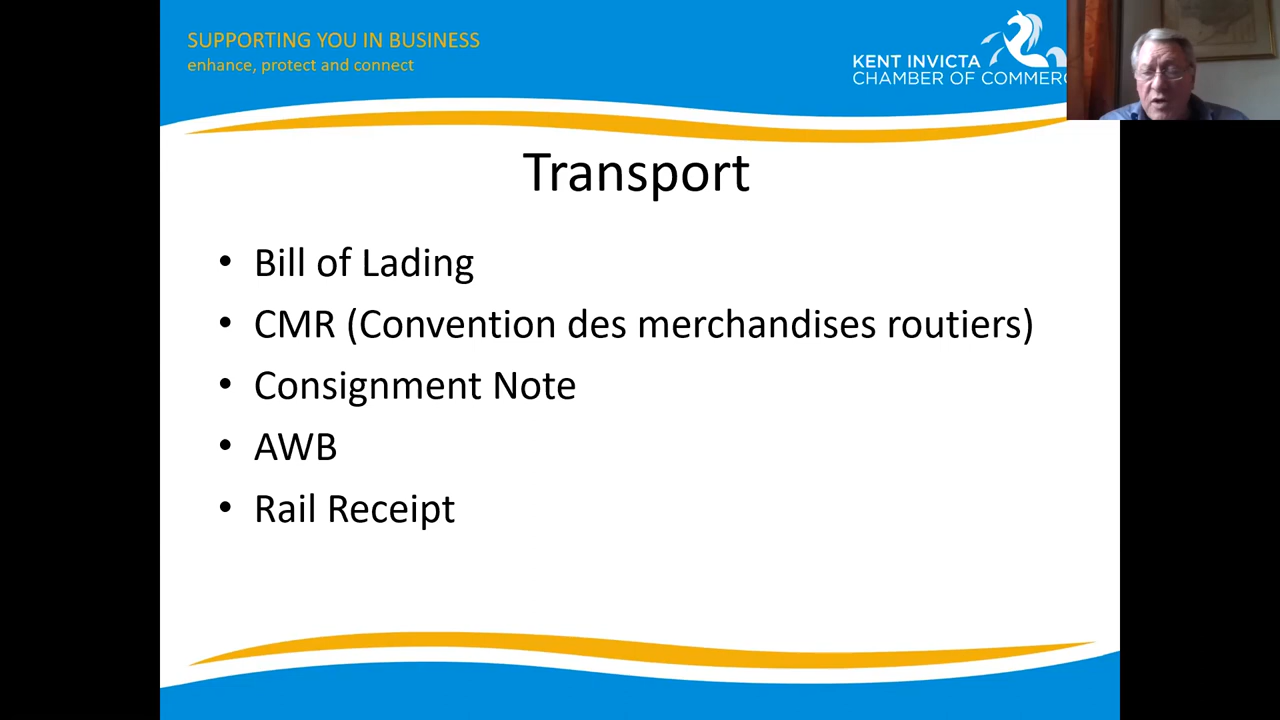 SUPPORTING YOU IN BUSINESS
enhance, protect and connect
KENT INVICTA
CHAMBER OF COMMERC
Transport
• Bill of Lading
• CMR (Convention des merchandises routiers)
• Consignment Note
• AWB
• Rail Receipt